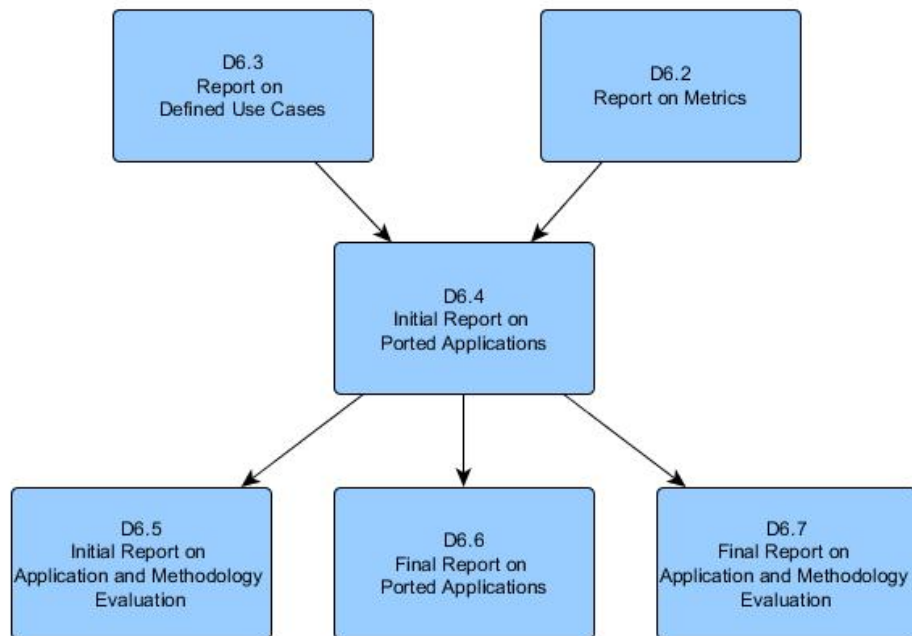 D6.3
Report on
Defined Use Cases
D6.2
Report on Metrics
D6.4
Initial Report on
Ported Applications
D6.5
Initial Report on
Application and Methodology
Evaluation
D6.6
Final Report on
Ported Applications
D6.7
Final Report on
Application and Methodology
Evaluation